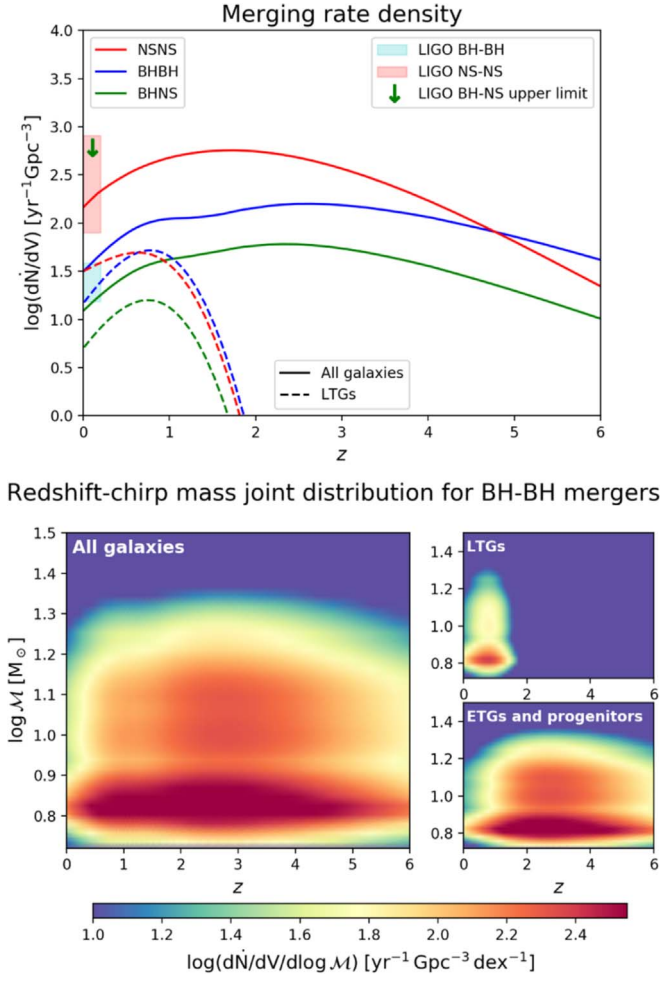 Merging rate density
NSNS
BHBH
BHNS
LIGO BH-BH
LIGO NS-NS
LIGO BH-NS upper limit
log(dṄ/dV) [yr⁻¹Gpc⁻³]
4.0
3.5
3.0
2.5
2.0
1.5
1.0
0.5
0.0
All galaxies
LTGs
0 1 2 3 4 5 6
z
Redshift-chirp mass joint distribution for BH-BH mergers
All galaxies
log ℳ [M⊙]
1.5
1.4
1.3
1.2
1.1
1.0
0.9
0.8
0 1 2 3 4 5 6
z
LTGs
1.4
1.2
1.0
0.8
0 2 4 6
ETGs and progenitors
1.4
1.2
1.0
0.8
0 2 4 6
z
1.0 1.2 1.4 1.6 1.8 2.0 2.2 2.4
log(dṄ/dV/dlog ℳ) [yr⁻¹ Gpc⁻³ dex⁻¹]